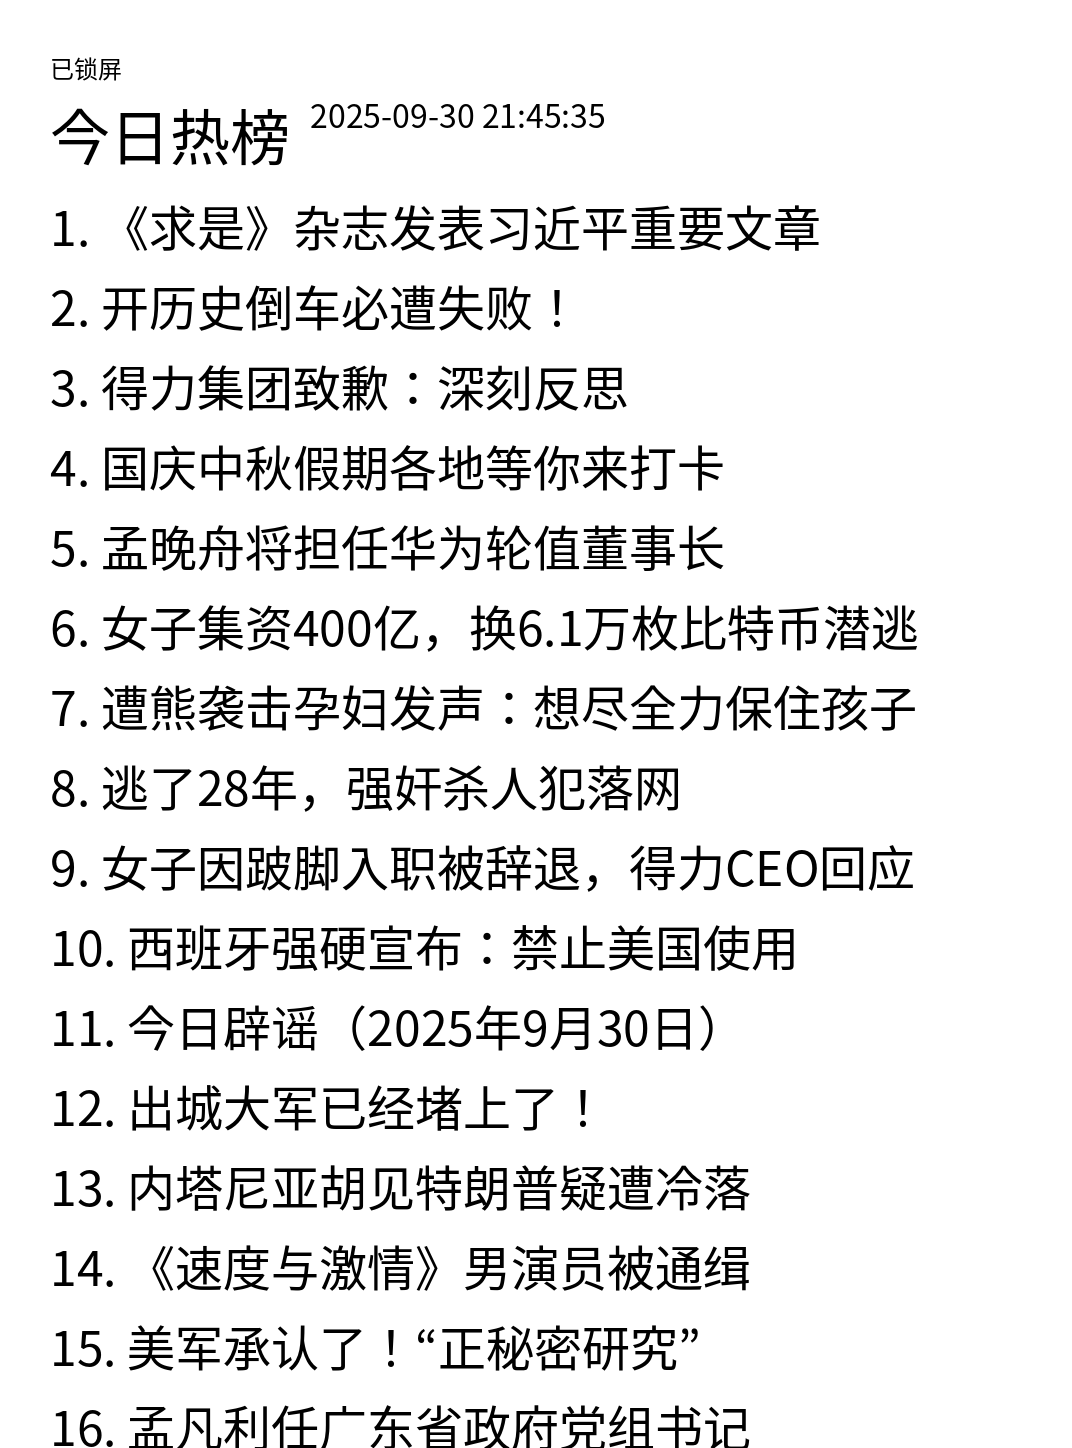 已锁屏
今日热榜 2025-09-30 21:45:35
1. 《求是》杂志发表习近平重要文章
2. 开历史倒车必遭失败！
3. 得力集团致歉：深刻反思
4. 国庆中秋假期各地等你来打卡
5. 孟晚舟将担任华为轮值董事长
6. 女子集资400亿，换6.1万枚比特币潜逃
7. 遭熊袭击孕妇发声：想尽全力保住孩子
8. 逃了28年，强奸杀人犯落网
9. 女子因跛脚入职被辞退，得力CEO回应
10. 西班牙强硬宣布：禁止美国使用
11. 今日辟谣（2025年9月30日）
12. 出城大军已经堵上了！
13. 内塔尼亚胡见特朗普疑遭冷落
14. 《速度与激情》男演员被通缉
15. 美军承认了！“正秘密研究”
16. 孟凡利任广东省政府党组书记